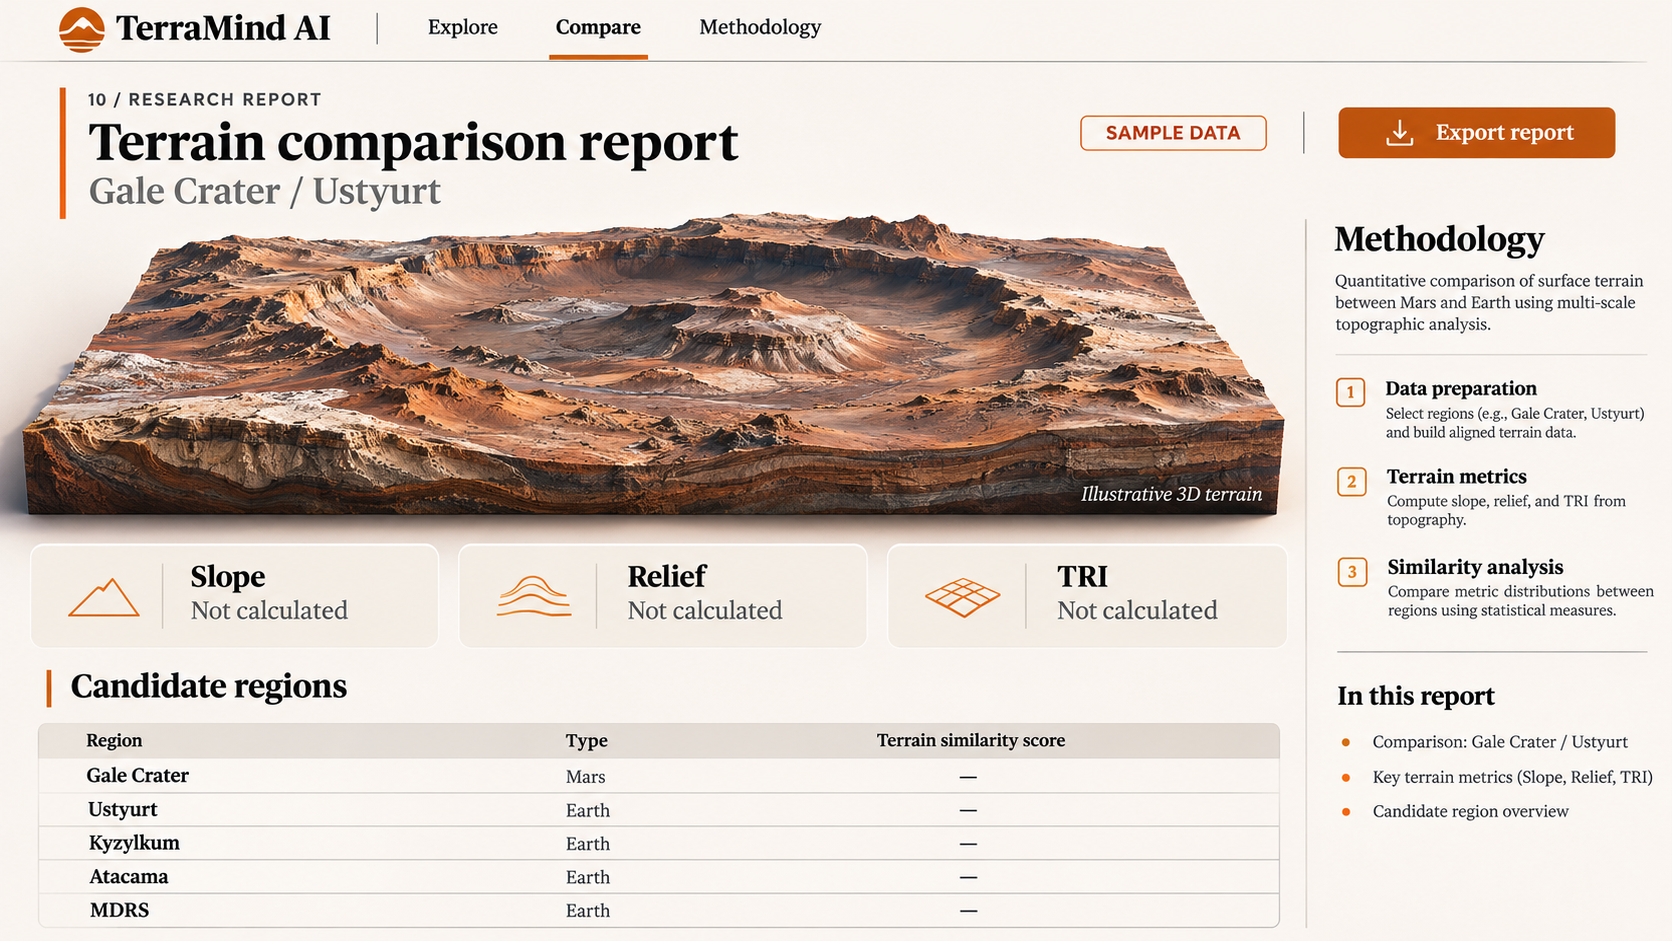 TerraMind AI
Explore
Compare
Methodology
10 / RESEARCH REPORT
Terrain comparison report
Gale Crater / Ustyurt
SAMPLE DATA
Export report
Illustrative 3D terrain
Slope
Not calculated
Relief
Not calculated
TRI
Not calculated
Candidate regions
Region Type Terrain similarity score
Gale Crater Mars —
Ustyurt Earth —
Kyzylkum Earth —
Atacama Earth —
MDRS Earth —
Methodology
Quantitative comparison of surface terrain
between Mars and Earth using multi-scale
topographic analysis.
1 Data preparation
Select regions (e.g., Gale Crater, Ustyurt)
and build aligned terrain data.
2 Terrain metrics
Compute slope, relief, and TRI from
topography.
3 Similarity analysis
Compare metric distributions between
regions using statistical measures.
In this report
• Comparison: Gale Crater / Ustyurt
• Key terrain metrics (Slope, Relief, TRI)
• Candidate region overview